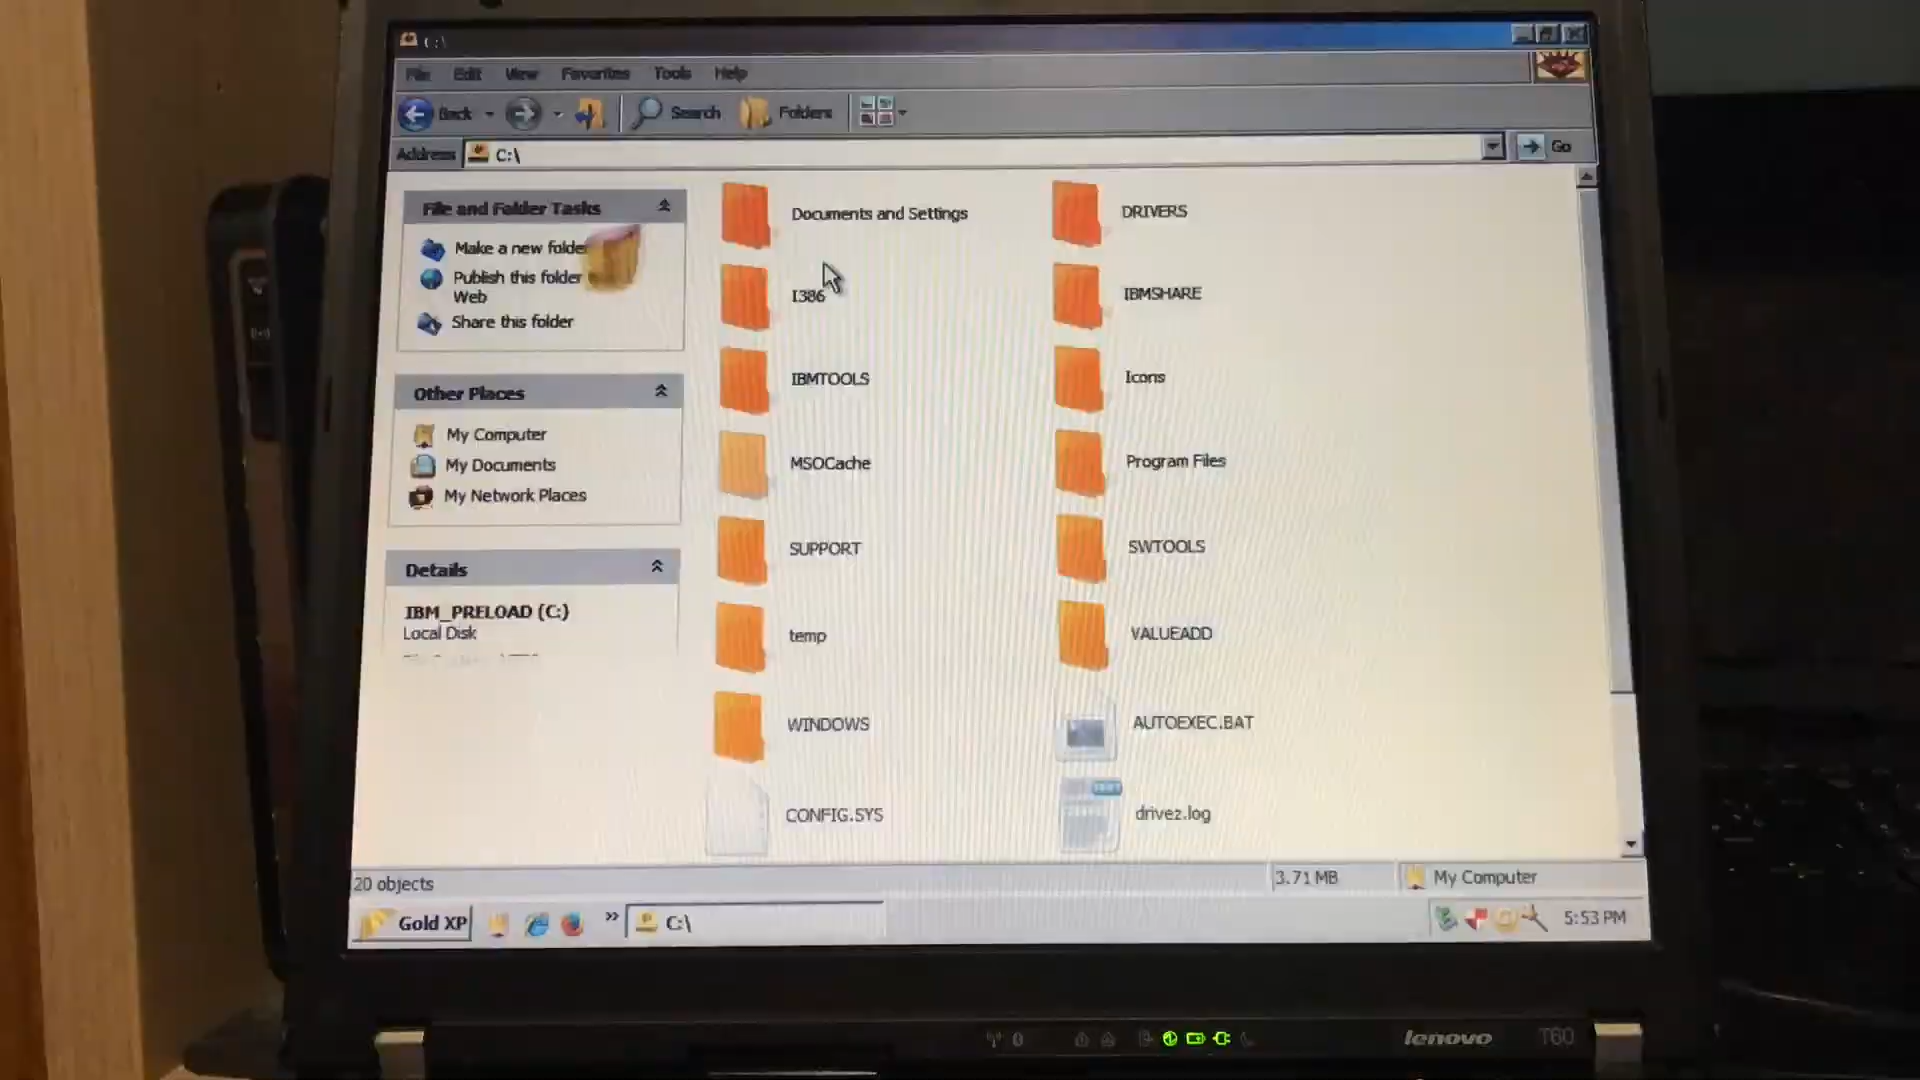 C:\
File Edit View Favorites Tools Help
Back Search Folders
Address C:\ Go
File and Folder Tasks
Make a new folder
Publish this folder
Web
Share this folder
Other Places
My Computer
My Documents
My Network Places
Details
IBM_PRELOAD (C:)
Local Disk
Documents and Settings DRIVERS
I386 IBMSHARE
IBMTOOLS Icons
MSOCache Program Files
SUPPORT SWTOOLS
temp VALUEADD
WINDOWS AUTOEXEC.BAT
CONFIG.SYS drivez.log
20 objects 3.71 MB My Computer
Gold XP » C:\ 5:53 PM
lenovo T60